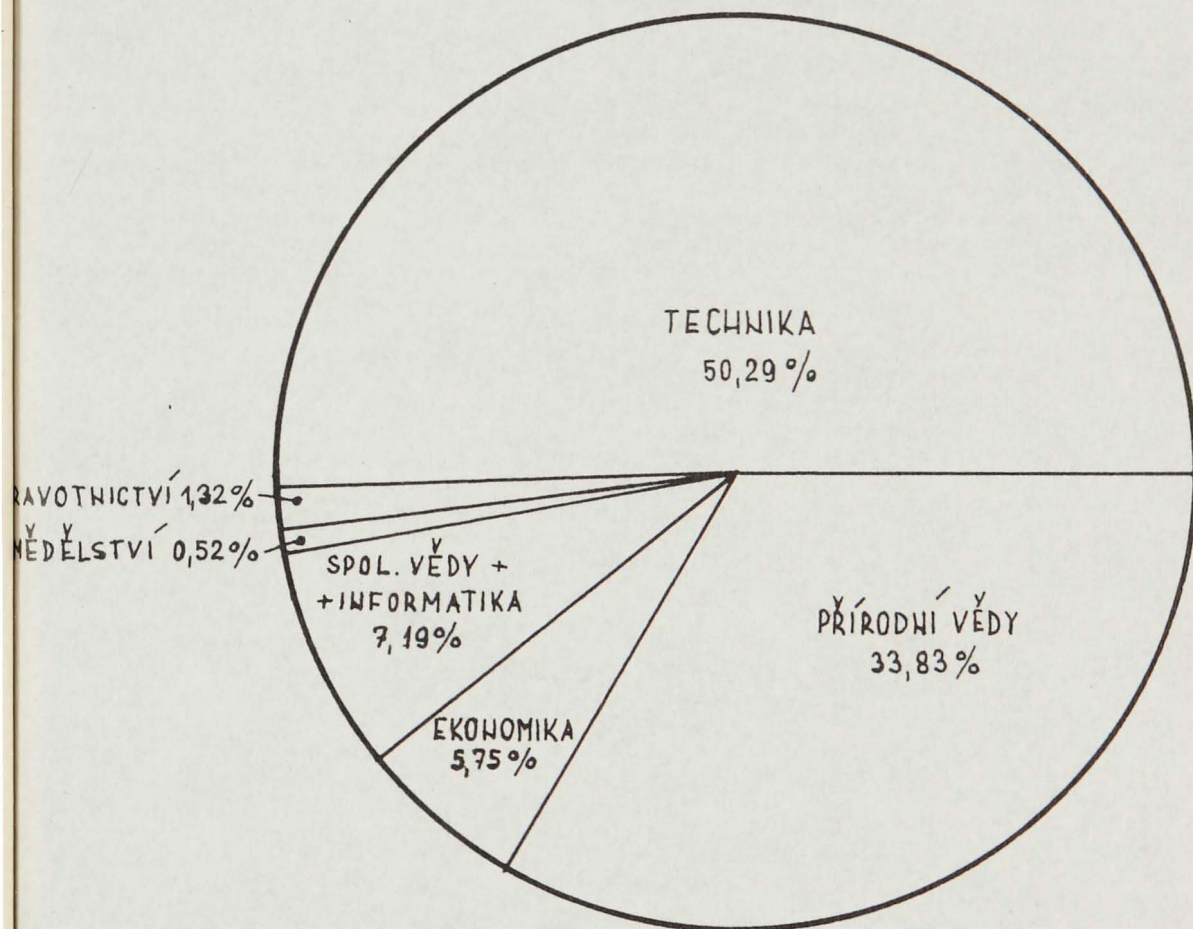 TECHNIKA
50,29 %
RAVOTNICTVÍ 1,32%
MĚDĚLSTVÍ 0,52%
SPOL. VĚDY +
+INFORMATIKA
7,19%
PŘÍRODNÍ VĚDY
33,83 %
EKONOMIKA
5,75 %